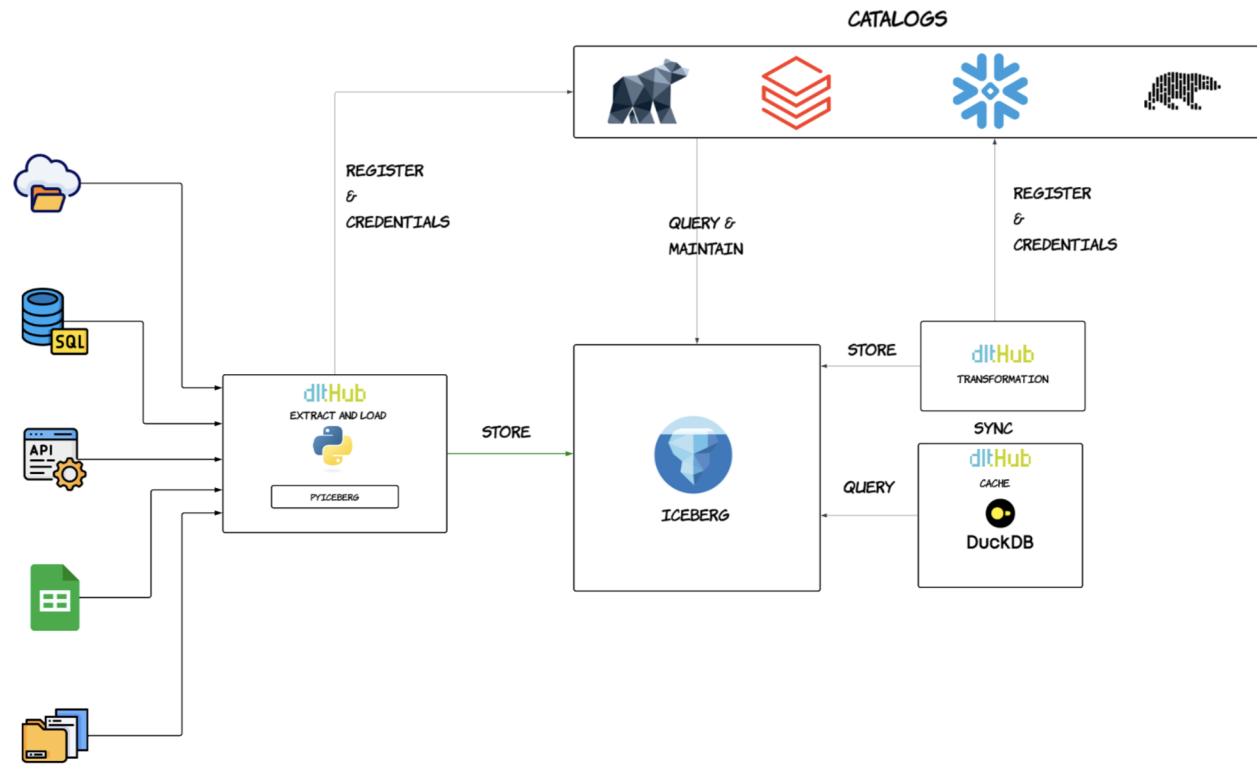 CATALOGS
REGISTER
&
CREDENTIALS
QUERY &
MAINTAIN
REGISTER
&
CREDENTIALS
SQL
API
dltHub
EXTRACT AND LOAD
PYICEBERG
STORE
ICEBERG
STORE
dltHub
TRANSFORMATION
SYNC
QUERY
dltHub
CACHE
DuckDB